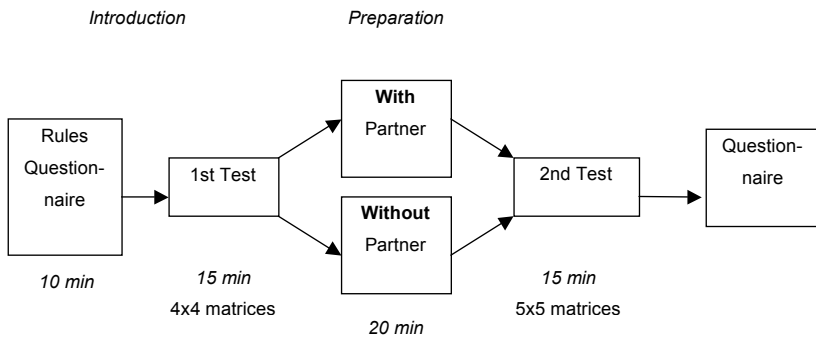 Introduction
Preparation
Rules
Question-
naire
10 min
1st Test
15 min
4x4 matrices
With
Partner
Without
Partner
20 min
2nd Test
15 min
5x5 matrices
Question-
naire